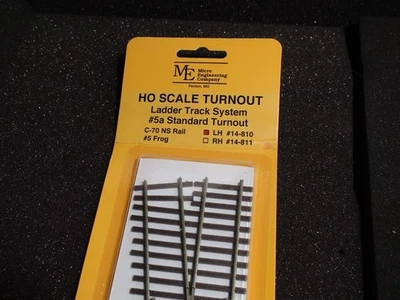 ME Micro
Engineering
Company
Fenton, MO
HO SCALE TURNOUT
Ladder Track System
#5a Standard Turnout
C-70 NS Rail LH #14-810
#5 Frog RH #14-811